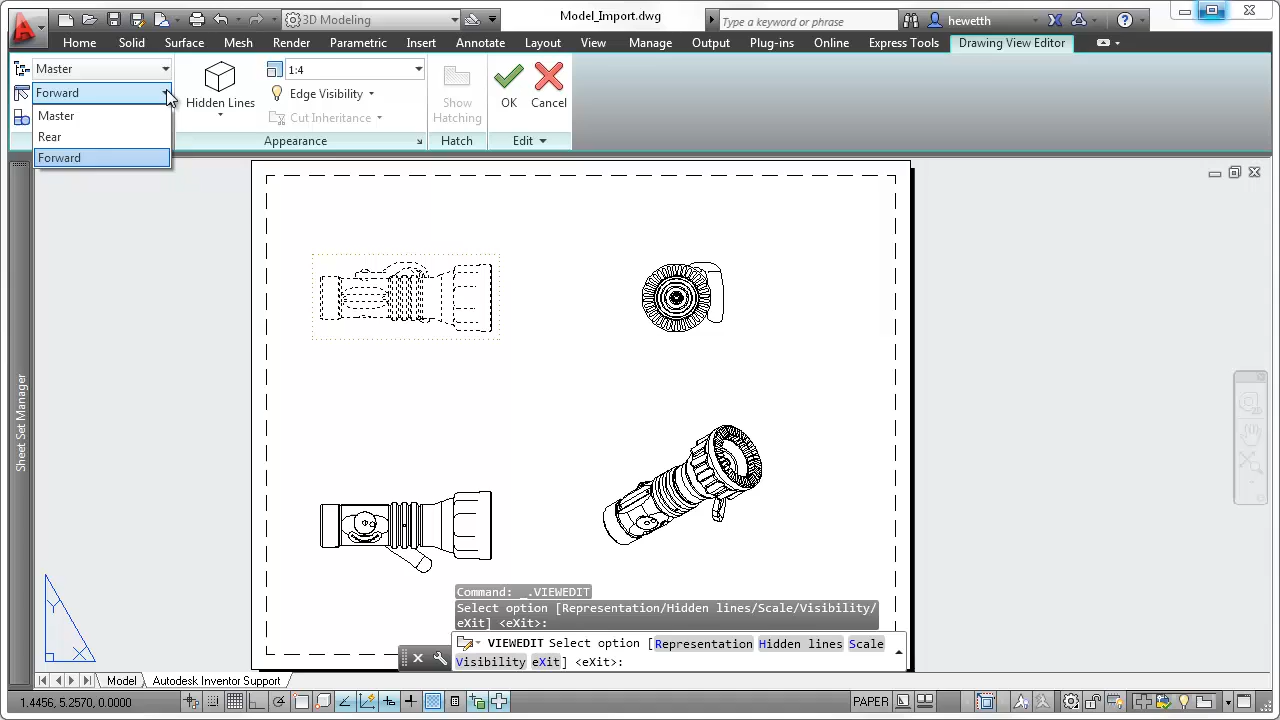 3D Modeling
Model_Import.dwg
Type a keyword or phrase
hewetth
Home
Solid
Surface
Mesh
Render
Parametric
Insert
Annotate
Layout
View
Manage
Output
Plug-ins
Online
Express Tools
Drawing View Editor
Master
Forward
Master
Rear
Forward
Hidden Lines
1:4
Edge Visibility
Cut Inheritance
Appearance
Show
Hatching
Hatch
OK
Cancel
Edit
Sheet Set Manager
Y
X
Command: _.VIEWEDIT
Select option [Representation/Hidden lines/Scale/Visibility/
eXit] <eXit>:
VIEWEDIT Select option [Representation Hidden lines Scale
Visibility eXit] <eXit>:
Model
Autodesk Inventor Support
1.4456, 5.2570, 0.0000
PAPER